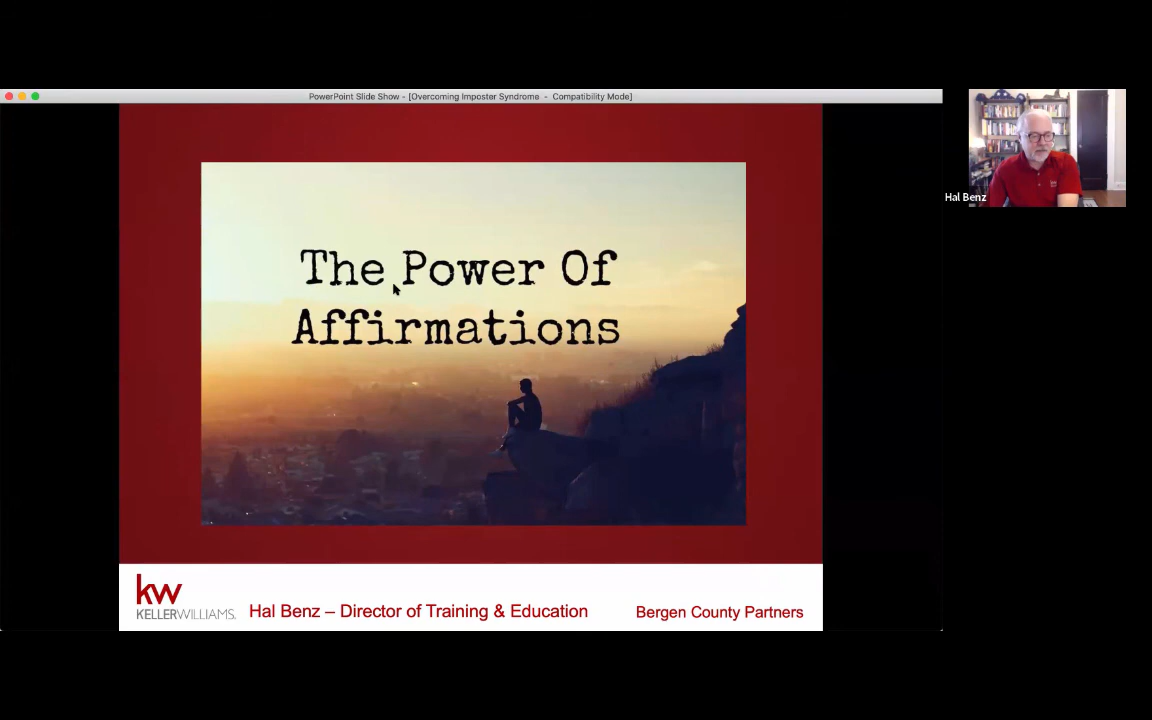 PowerPoint Slide Show - [Overcoming Imposter Syndrome - Compatibility Mode]
The Power Of
Affirmations
Hal Benz
kw
KELLERWILLIAMS.
Hal Benz – Director of Training & Education
Bergen County Partners